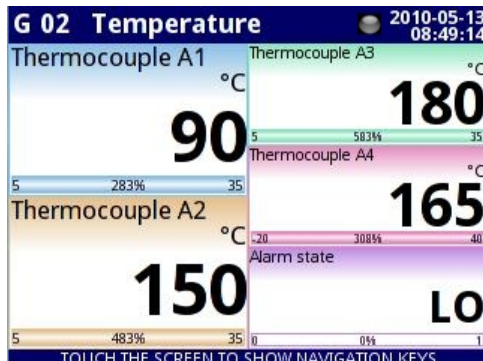 G 02 Temperature
2010-05-13
08:49:14
Thermocouple A1
°C
90
5 283% 35
Thermocouple A2
°C
150
5 483% 35
Thermocouple A3
°C
180
5 583% 35
Thermocouple A4
°C
165
-20 308% 40
Alarm state
LO
0 0% 1
TOUCH THE SCREEN TO SHOW NAVIGATION KEYS